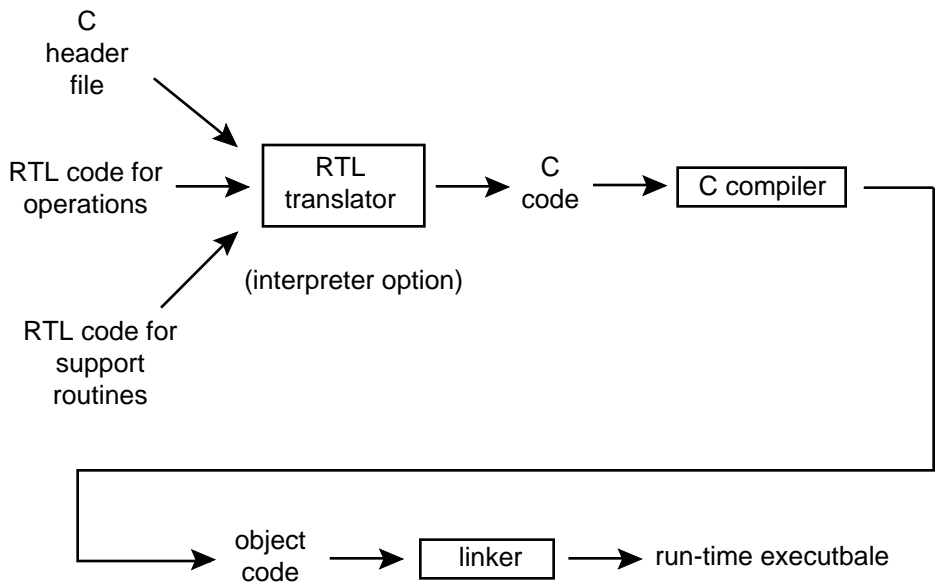 C
header
file
RTL code for
operations
RTL code for
support
routines
RTL
translator
(interpreter option)
C
code
C compiler
object
code
linker
run-time executbale